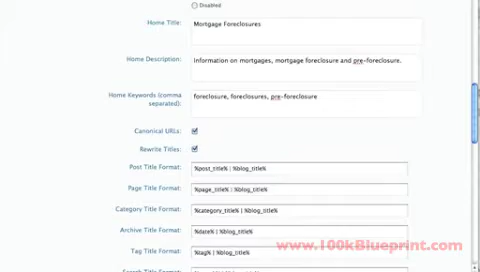 Disabled
Home Title: Mortgage Foreclosures
Home Description: information on mortgages, mortgage foreclosure and pre-foreclosure.
Home Keywords (comma separated): foreclosure, foreclosures, pre-foreclosure
Canonical URLs:
Rewrite Titles:
Post Title Format: %post_title% | %blog_title%
Page Title Format: %page_title% | %blog_title%
Category Title Format: %category_title% | %blog_title%
Archive Title Format: %date% | %blog_title%
Tag Title Format: %tag% | %blog_title%
www.100kBlueprint.com